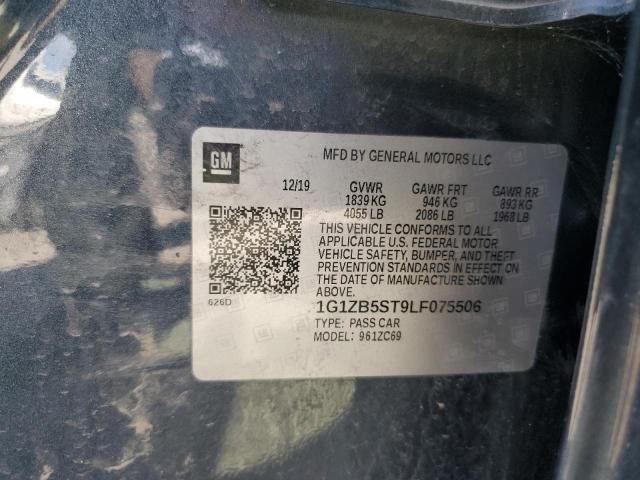 GM
MFD BY GENERAL MOTORS LLC
12/19 GVWR GAWR FRT GAWR RR
1839 KG 946 KG 893 KG
4055 LB 2086 LB 1968 LB
THIS VEHICLE CONFORMS TO ALL
APPLICABLE U.S. FEDERAL MOTOR
VEHICLE SAFETY, BUMPER, AND THEFT
PREVENTION STANDARDS IN EFFECT ON
THE DATE OF MANUFACTURE SHOWN
ABOVE.
626D
1G1ZB5ST9LF075506
TYPE: PASS CAR
MODEL: 961ZC69